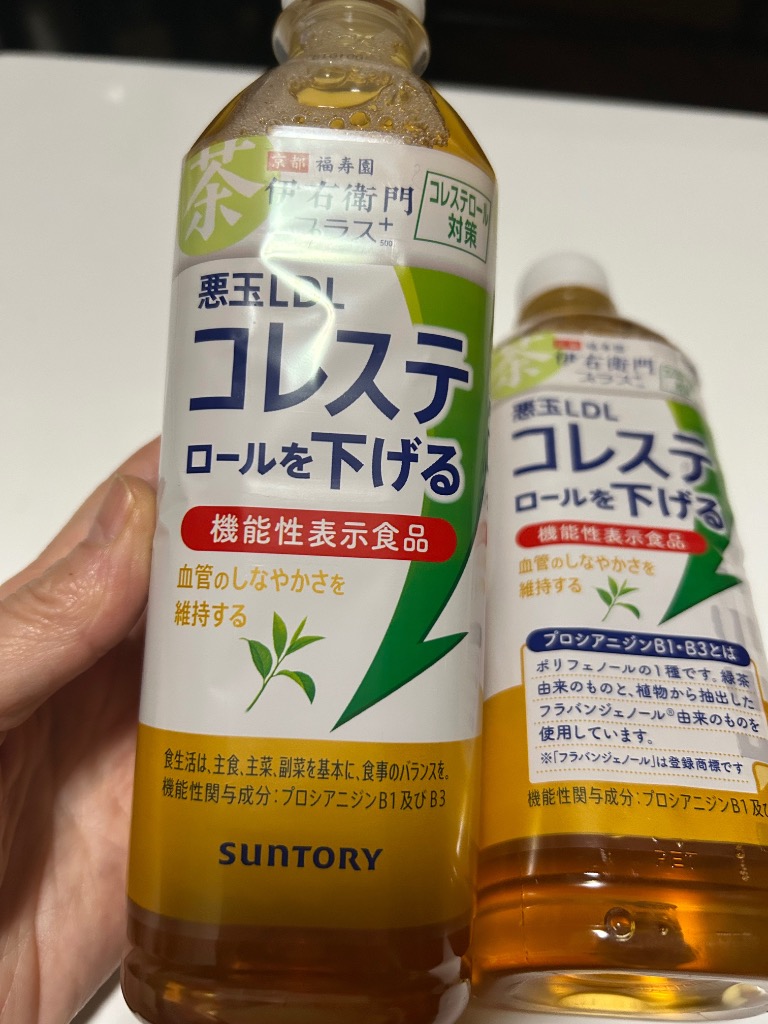 茶
京都 福寿園
伊右衛門
プラス+
コレステロール
対策
悪玉LDL
コレステ
ロールを下げる
機能性表示食品
血管のしなやかさを
維持する
食生活は、主食、主菜、副菜を基本に、食事のバランスを。
機能性関与成分:プロシアニジンB1及びB3
SUNTORY
茶
福寿園
伊右衛門
プラス+
悪玉LDL
コレステ
ロールを下げる
機能性表示食品
血管のしなやかさを
維持する
プロシアニジンB1・B3とは
ポリフェノールの1種です。緑茶
由来のものと、植物から抽出した
フラバンジェノール®由来のものを
使用しています。
※「フラバンジェノール」は登録商標です
機能性関与成分:プロシアニジンB1及び
PET